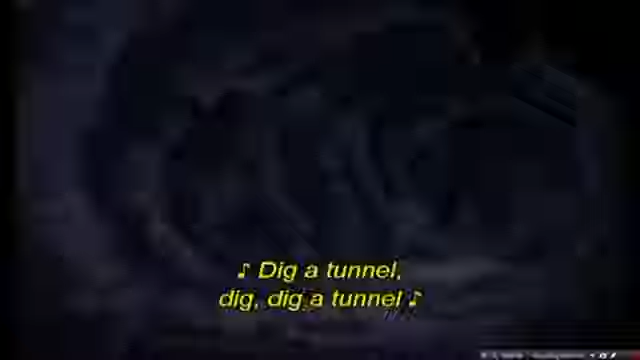 ♪ Dig a tunnel,
dig, dig a tunnel ♪